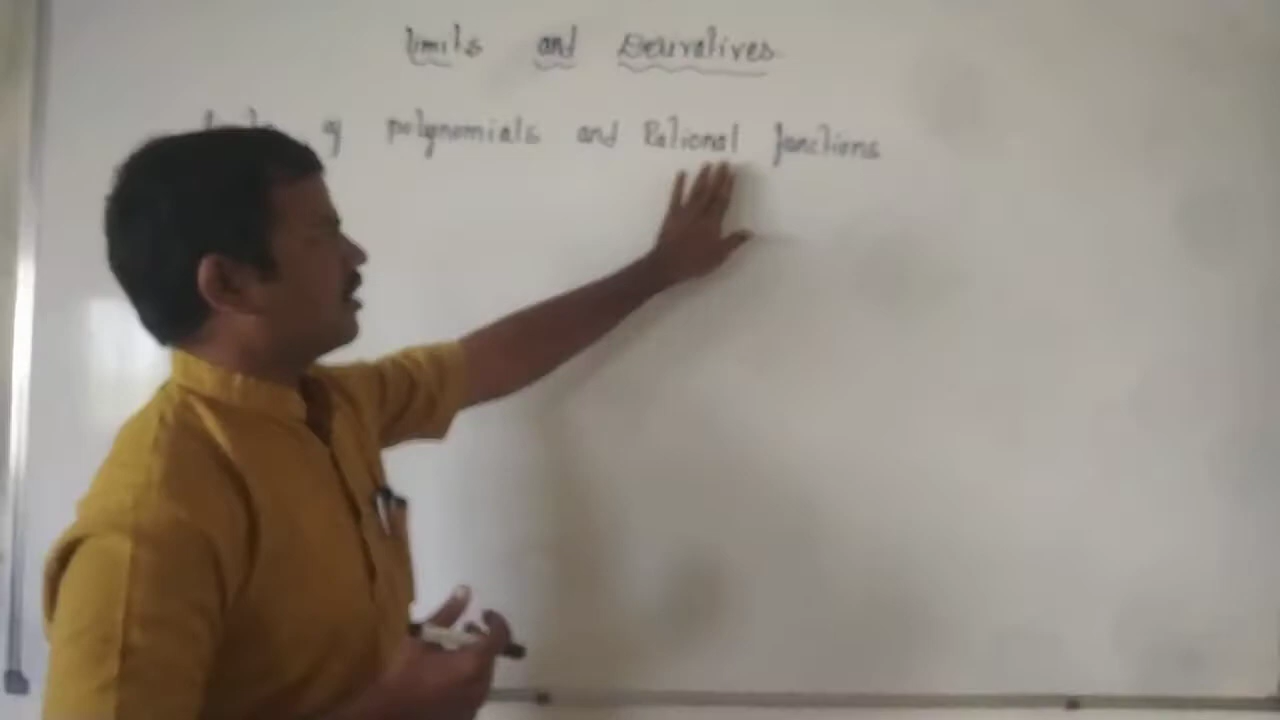 Limits and Derivatives
of polynomials and Rational functions